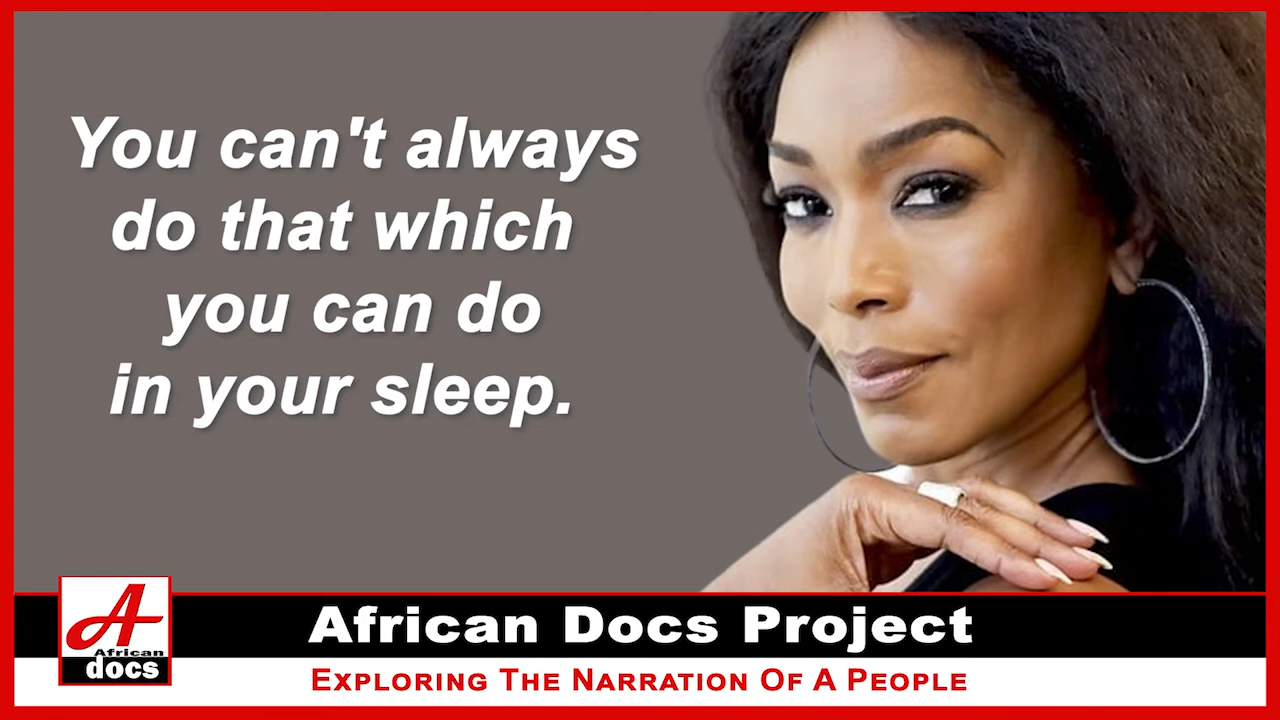 You can't always
do that which
you can do
in your sleep.
A
African
docs
African Docs Project
Exploring The Narration Of A People